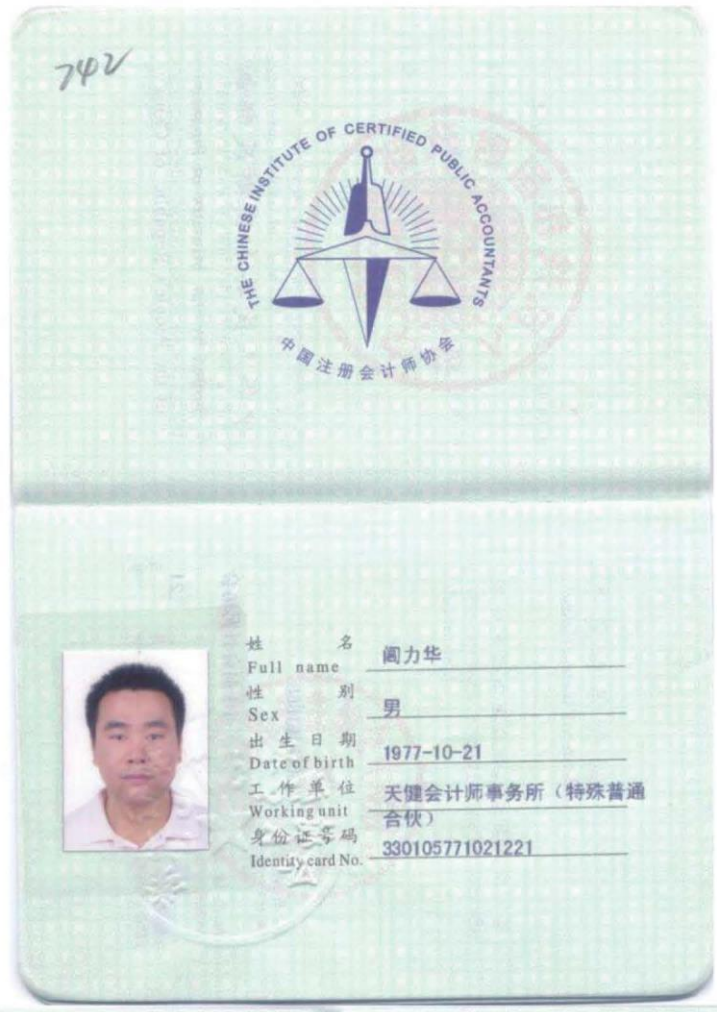 742
THE CHINESE INSTITUTE OF CERTIFIED PUBLIC ACCOUNTANTS
中国注册会计师协会
姓 名
Full name
阎力华
性 别
Sex
男
出生日期
Date of birth
1977-10-21
工作单位
Working unit
天健会计师事务所（特殊普通
合伙）
身份证号码
Identity card No.
330105771021221